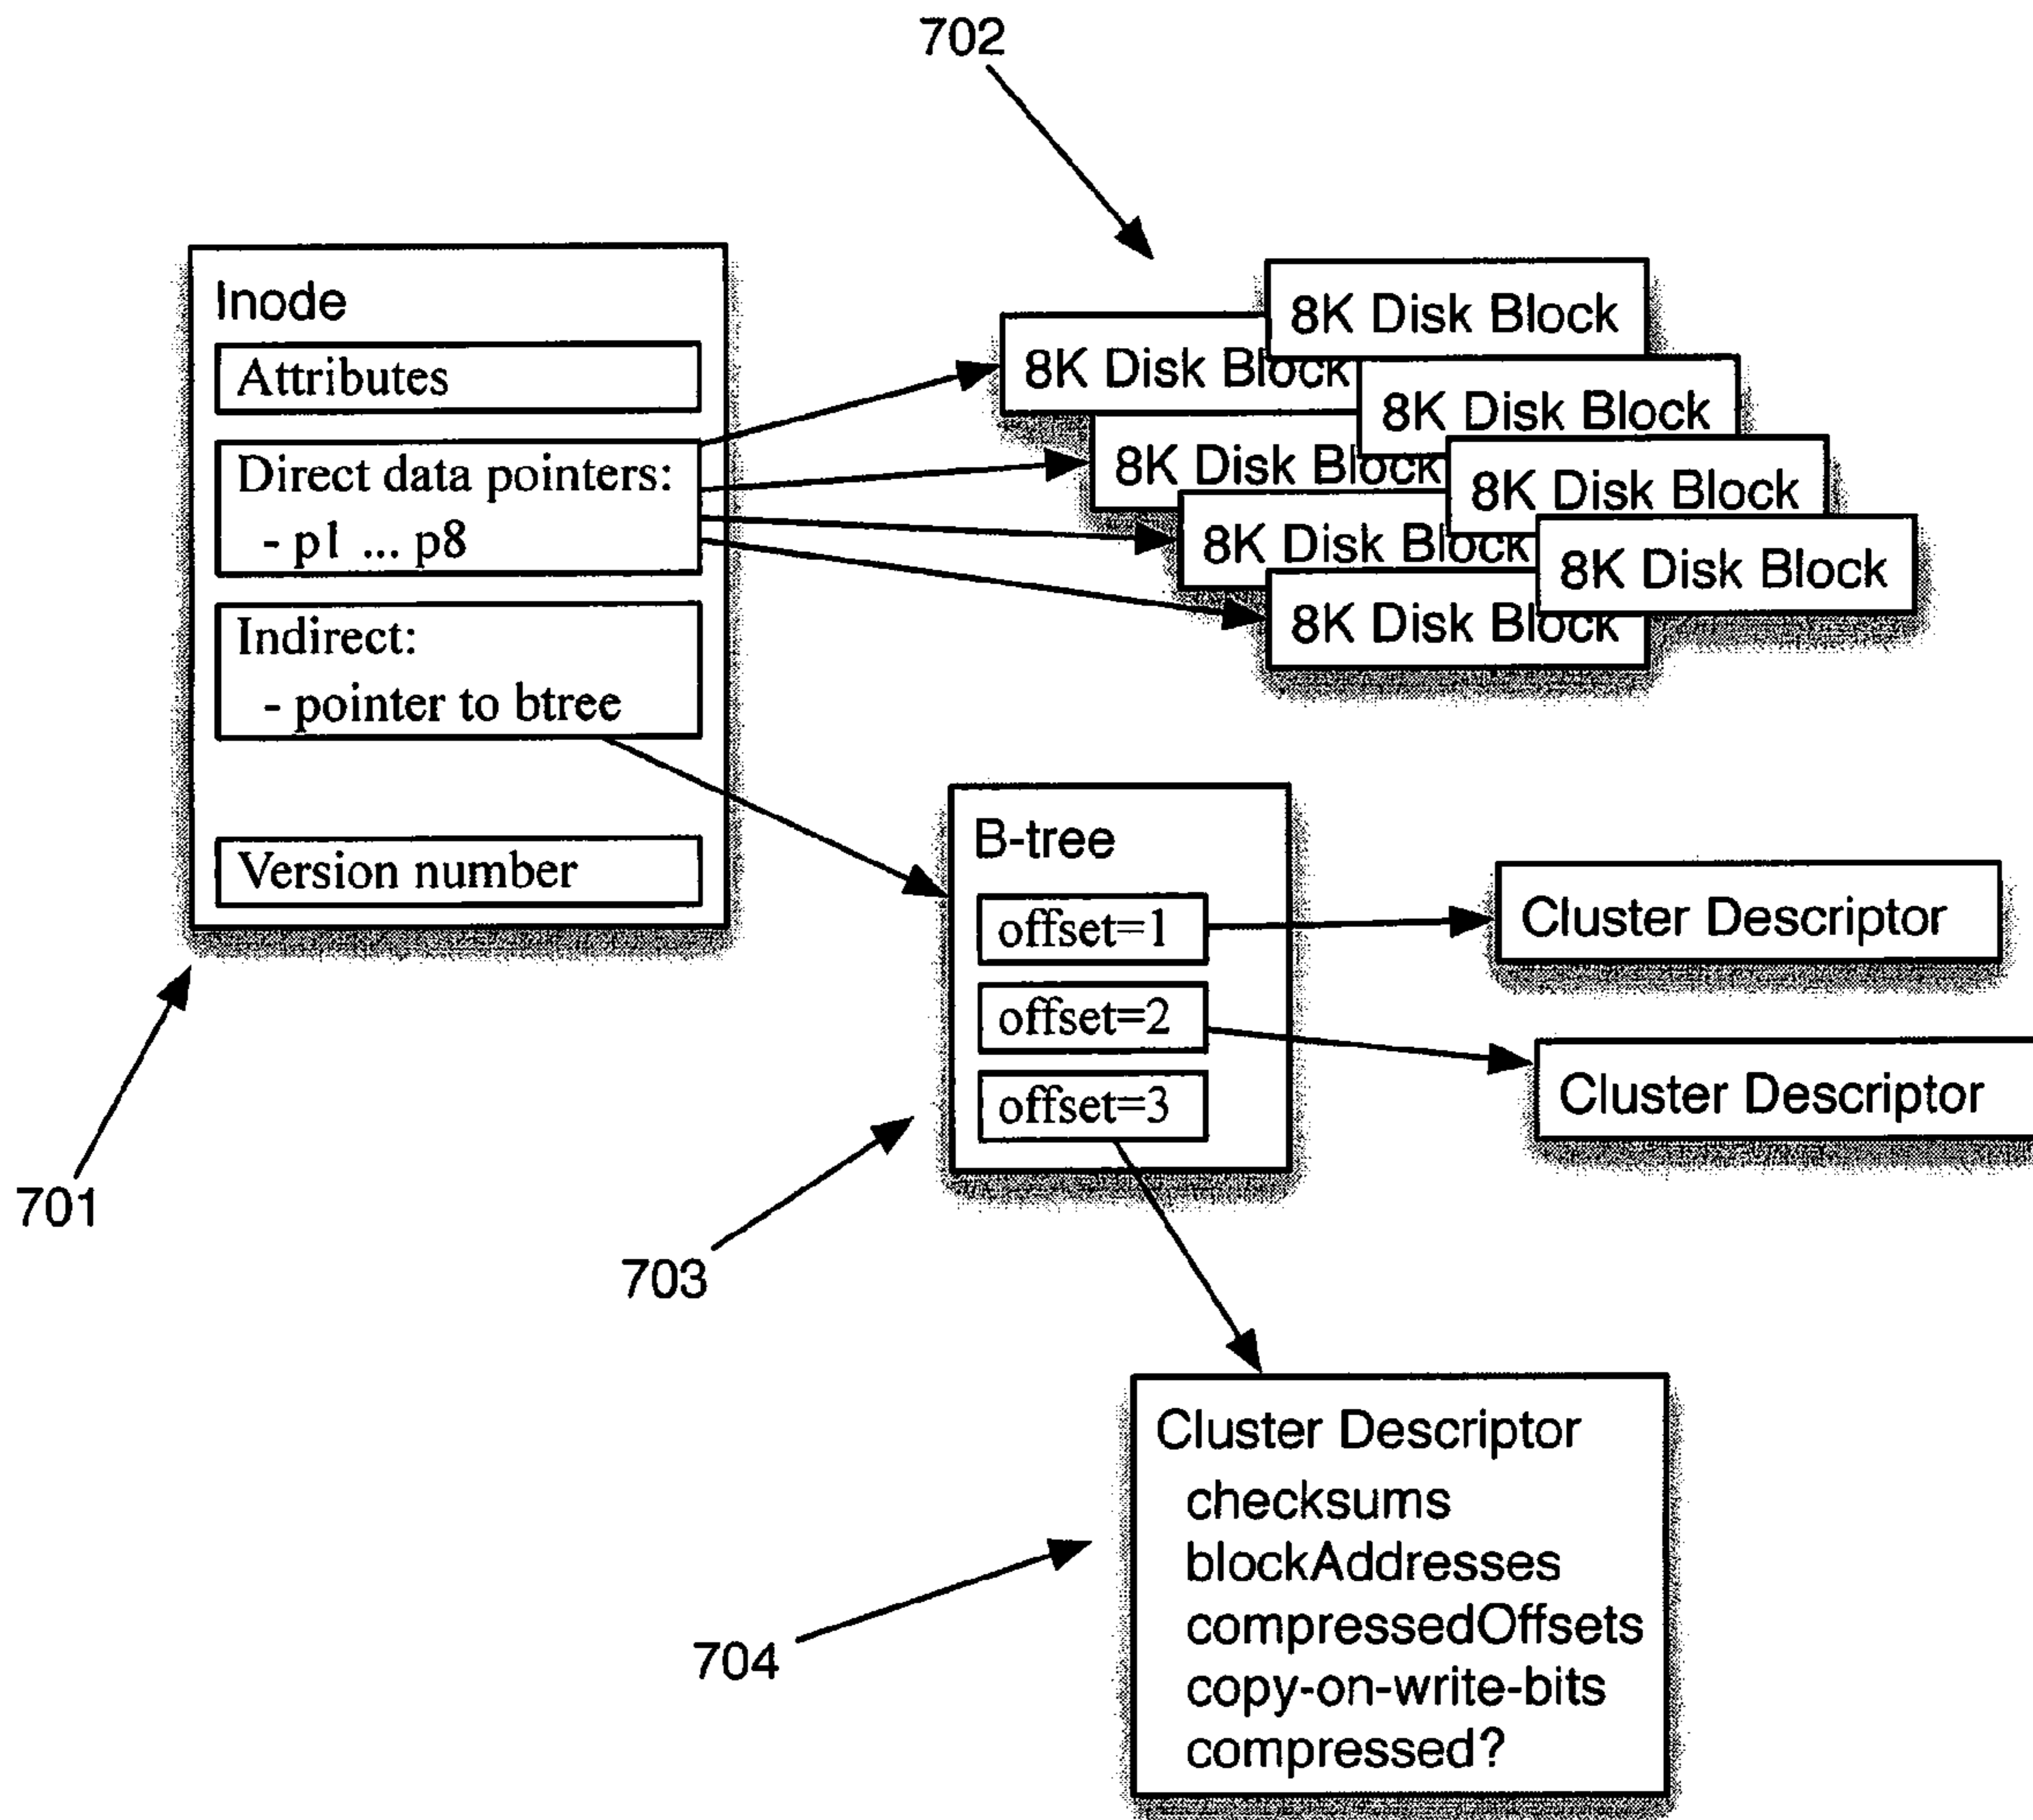 702
Inode
Attributes
Direct data pointers:
- p1 ... p8
Indirect:
- pointer to btree
Version number
701
8K Disk Block
8K Disk Block
8K Disk Block
8K Disk Block
8K Disk Block
8K Disk Block
8K Disk Block
8K Disk Block
B-tree
offset=1
offset=2
offset=3
703
Cluster Descriptor
Cluster Descriptor
Cluster Descriptor
checksums
blockAddresses
compressedOffsets
copy-on-write-bits
compressed?
704